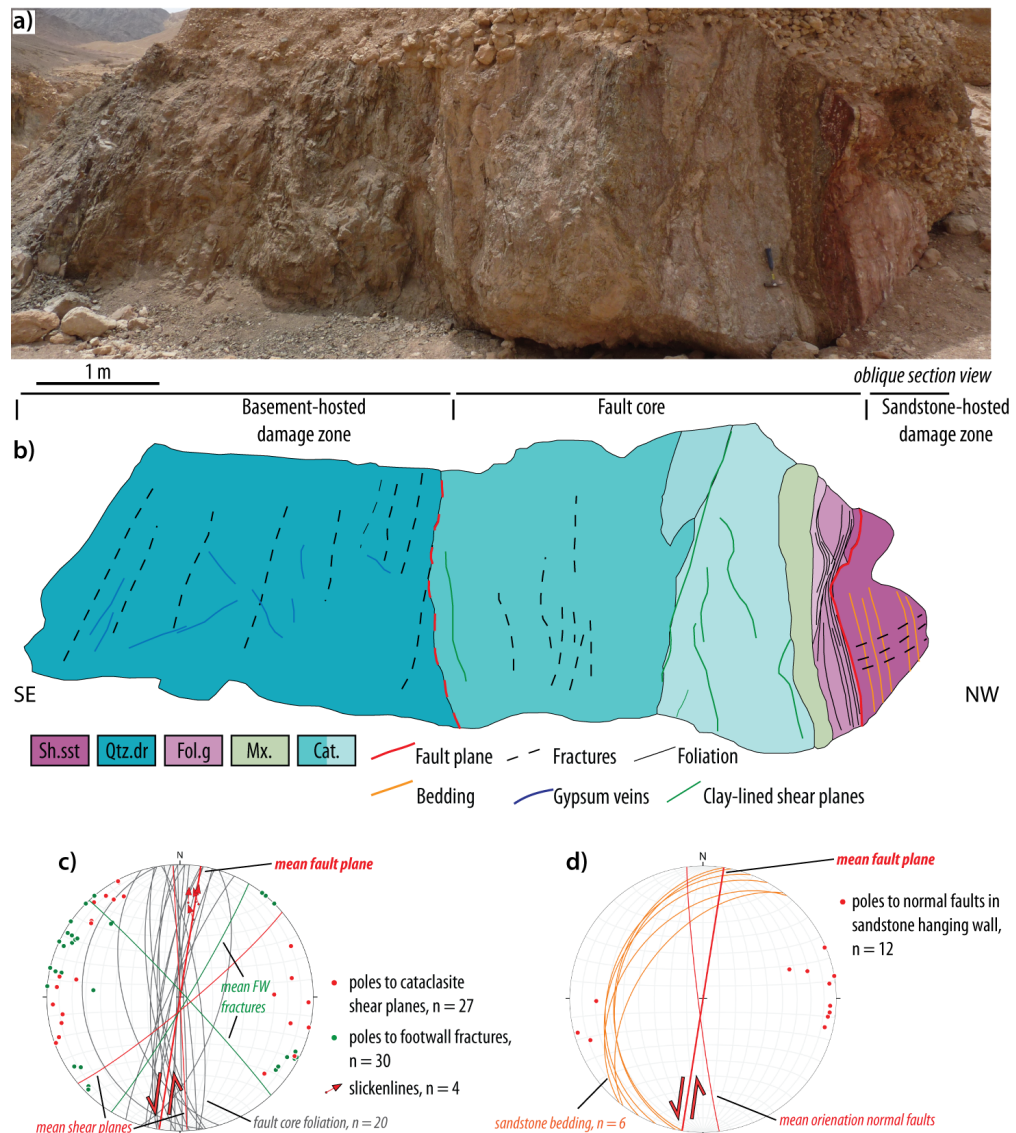 a)
1 m
oblique section view
Basement-hosted
damage zone
Fault core
Sandstone-hosted
damage zone
b)
SE
NW
Sh.sst
Qtz.dr
Fol.g
Mx.
Cat.
Fault plane
Fractures
Foliation
Bedding
Gypsum veins
Clay-lined shear planes
c)
N
mean fault plane
mean FW
fractures
poles to cataclasite
shear planes, n = 27
poles to footwall fractures,
n = 30
slickenlines, n = 4
mean shear planes
fault core foliation, n = 20
d)
N
mean fault plane
poles to normal faults in
sandstone hanging wall,
n = 12
sandstone bedding, n = 6
mean orienation normal faults